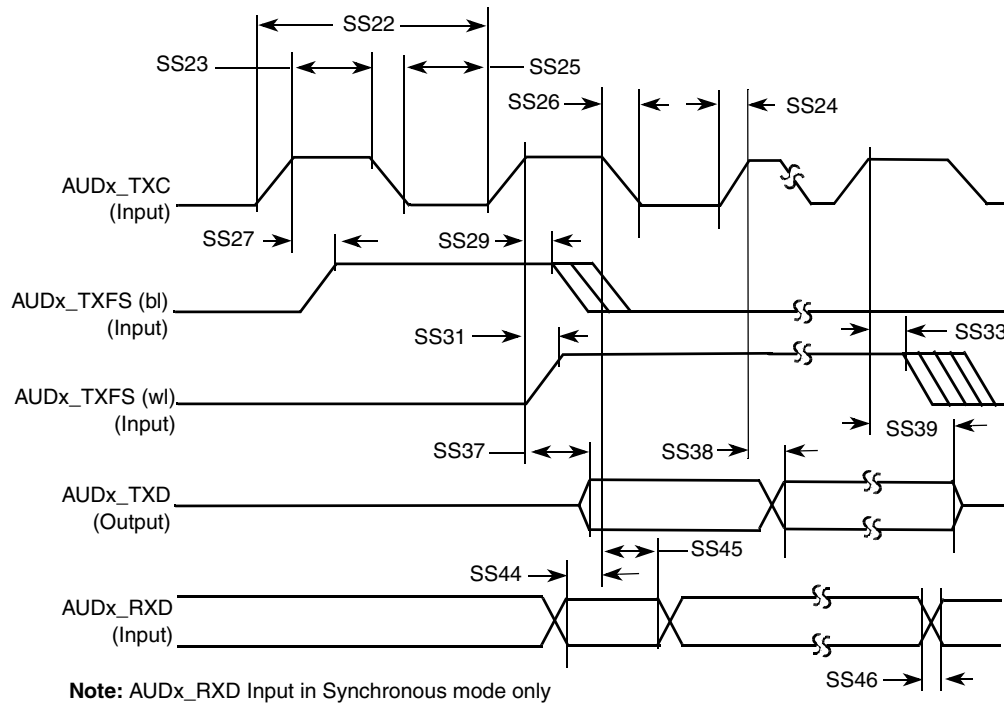 SS22
SS23
SS25
SS26
SS24
AUDx_TXC
(Input)
SS27
SS29
AUDx_TXFS (bl)
(Input)
SS31
SS33
AUDx_TXFS (wl)
(Input)
SS39
SS37
SS38
AUDx_TXD
(Output)
SS45
SS44
AUDx_RXD
(Input)
SS46
Note: AUDx_RXD Input in Synchronous mode only